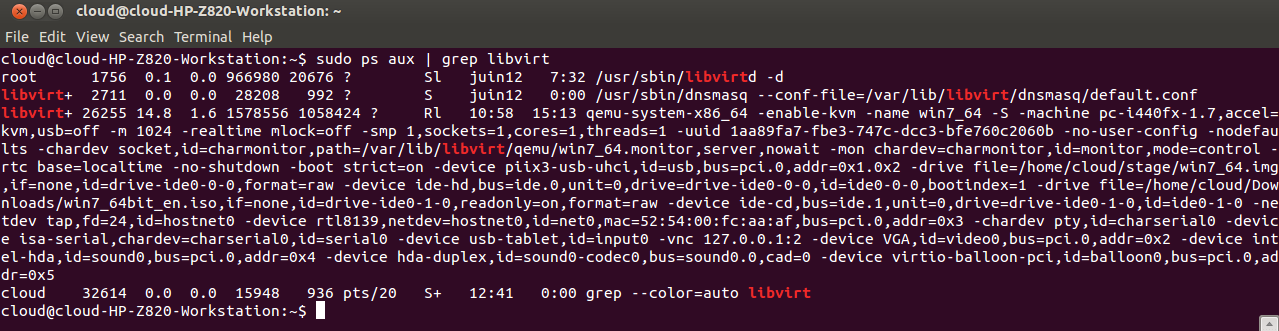 cloud@cloud-HP-Z820-Workstation: ~
File Edit View Search Terminal Help
cloud@cloud-HP-Z820-Workstation:~$ sudo ps aux | grep libvirt
root      1756  0.1  0.0 966980 20676 ?        Sl   juin12   7:32 /usr/sbin/libvirtd -d
libvirt+  2711  0.0  0.0  28208   992 ?        S    juin12   0:00 /usr/sbin/dnsmasq --conf-file=/var/lib/libvirt/dnsmasq/default.conf
libvirt+ 26255 14.8  1.6 1578556 1058424 ?     Rl   10:58  15:13 qemu-system-x86_64 -enable-kvm -name win7_64 -S -machine pc-i440fx-1.7,accel=
kvm,usb=off -m 1024 -realtime mlock=off -smp 1,sockets=1,cores=1,threads=1 -uuid 1aa89fa7-fbe3-747c-dcc3-bfe760c2060b -no-user-config -nodefau
lts -chardev socket,id=charmonitor,path=/var/lib/libvirt/qemu/win7_64.monitor,server,nowait -mon chardev=charmonitor,id=monitor,mode=control -
rtc base=localtime -no-shutdown -boot strict=on -device piix3-usb-uhci,id=usb,bus=pci.0,addr=0x1.0x2 -drive file=/home/cloud/stage/win7_64.img
,if=none,id=drive-ide0-0-0,format=raw -device ide-hd,bus=ide.0,unit=0,drive=drive-ide0-0-0,id=ide0-0-0,bootindex=1 -drive file=/home/cloud/Dow
nloads/win7_64bit_en.iso,if=none,id=drive-ide0-1-0,readonly=on,format=raw -device ide-cd,bus=ide.1,unit=0,drive=drive-ide0-1-0,id=ide0-1-0 -ne
tdev tap,fd=24,id=hostnet0 -device rtl8139,netdev=hostnet0,id=net0,mac=52:54:00:fc:aa:af,bus=pci.0,addr=0x3 -chardev pty,id=charserial0 -devic
e isa-serial,chardev=charserial0,id=serial0 -device usb-tablet,id=input0 -vnc 127.0.0.1:2 -device VGA,id=video0,bus=pci.0,addr=0x2 -device int
el-hda,id=sound0,bus=pci.0,addr=0x4 -device hda-duplex,id=sound0-codec0,bus=sound0.0,cad=0 -device virtio-balloon-pci,id=balloon0,bus=pci.0,ad
dr=0x5
cloud    32614  0.0  0.0  15948   936 pts/20   S+   12:41   0:00 grep --color=auto libvirt
cloud@cloud-HP-Z820-Workstation:~$